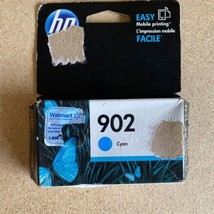 hp
EASY
Mobile printing
L'impression mobile
FACILE
Walmart
902
Cyan